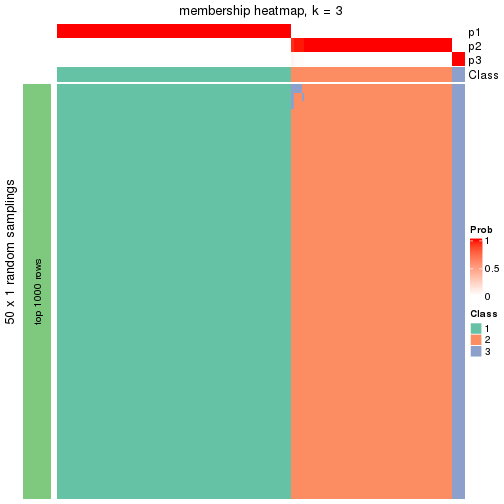 membership heatmap, k = 3
p1
p2
p3
Class
50 x 1 random samplings
top 1000 rows
Prob
1
0.5
0
Class
1
2
3